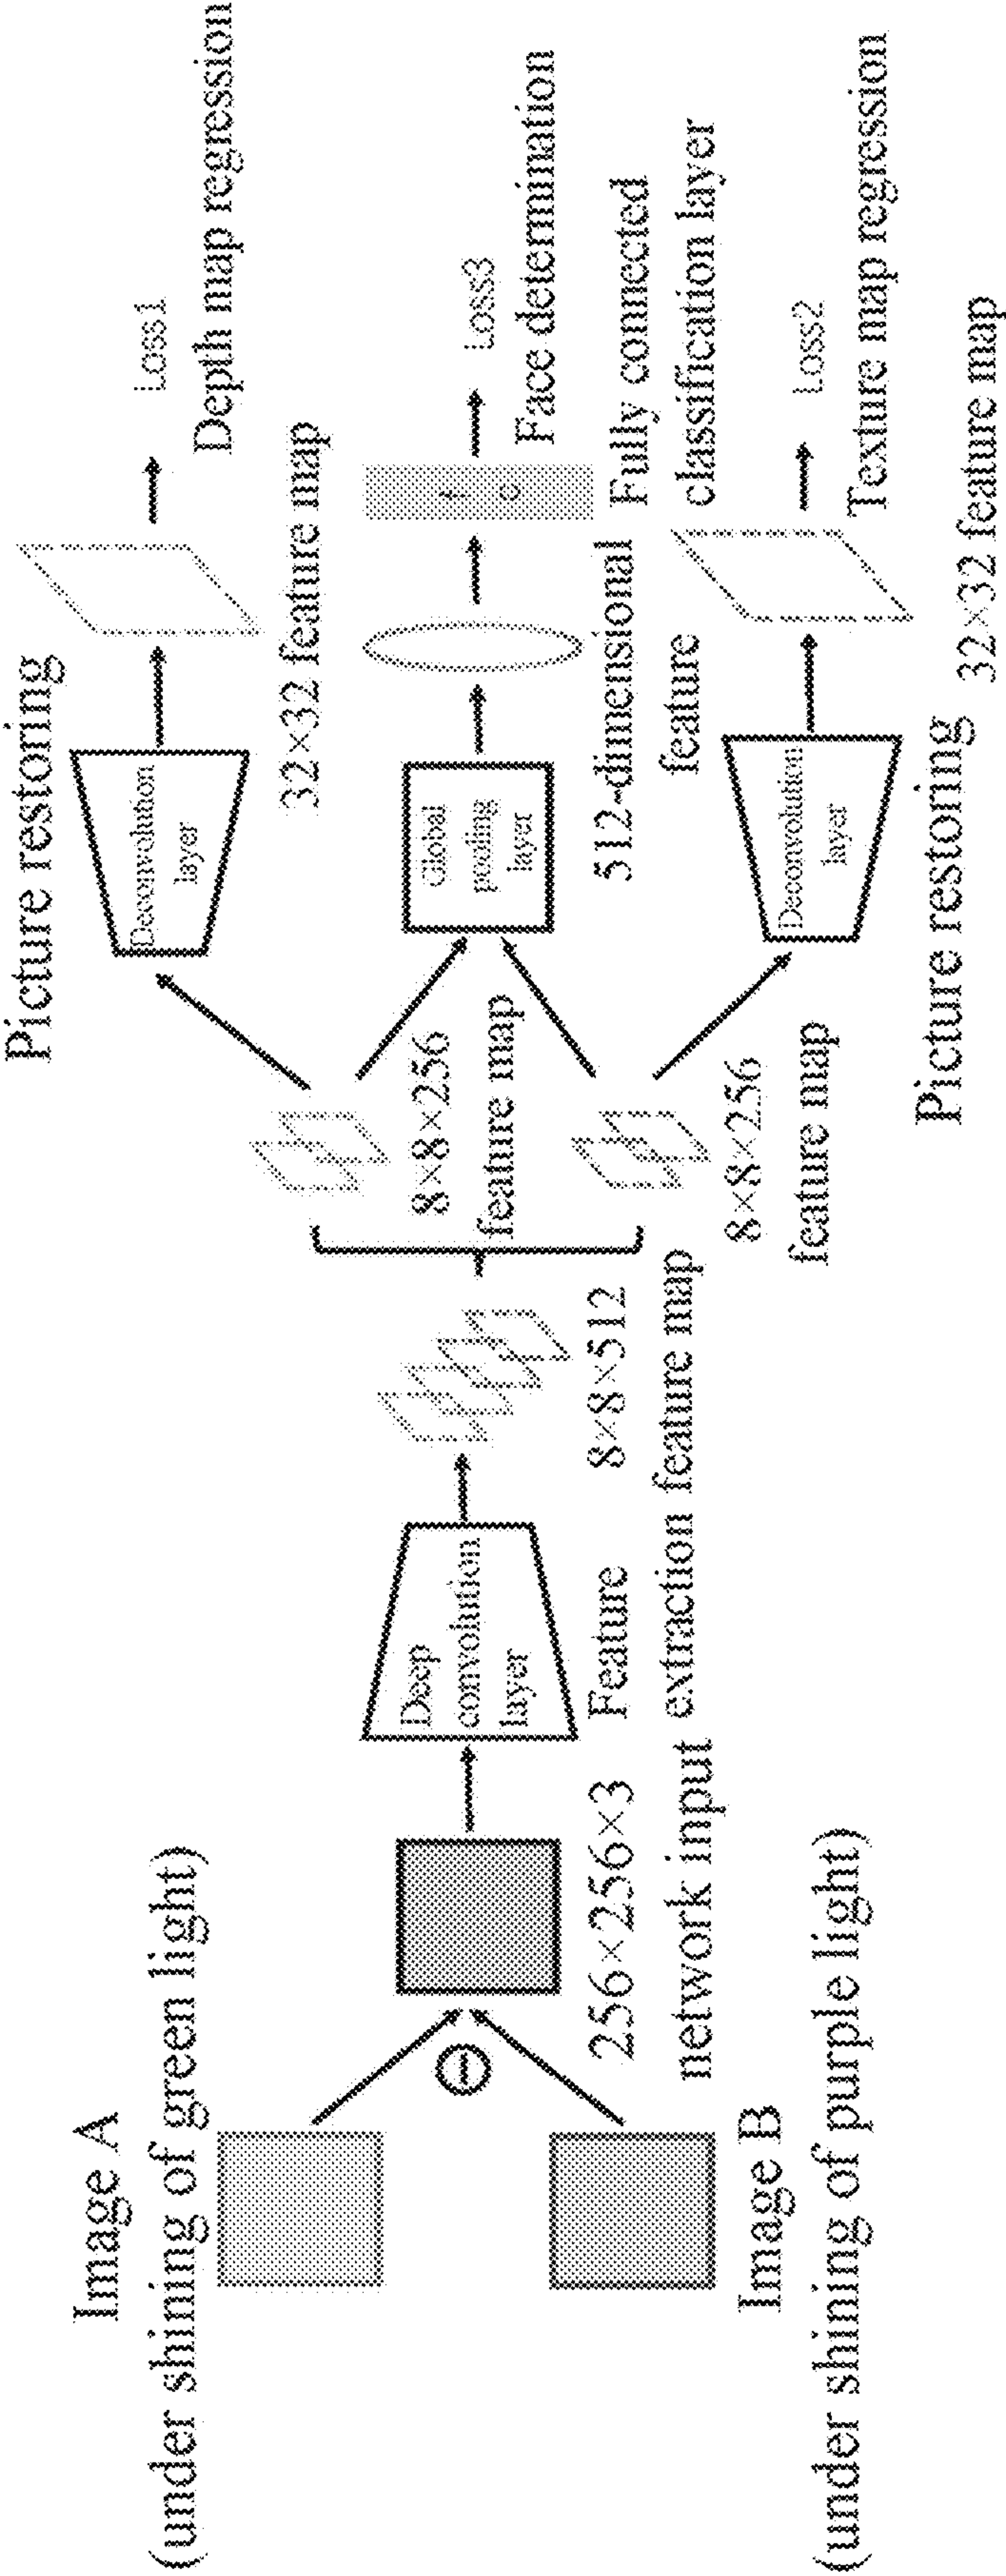 Image A
(under shining of green light)
Image B
(under shining of purple light)
256×256×3
network input
Deep
convolution
layer
Feature
extraction
8×8×512
feature map
8×8×256
feature map
8×8×256
feature map
Picture restoring
Deconvolution
layer
32×32 feature map
Loss1
Depth map regression
Global
pooling
layer
512-dimensional
feature
f
c
Fully connected
classification layer
Loss3
Face determination
Deconvolution
layer
Picture restoring
32×32 feature map
Loss2
Texture map regression